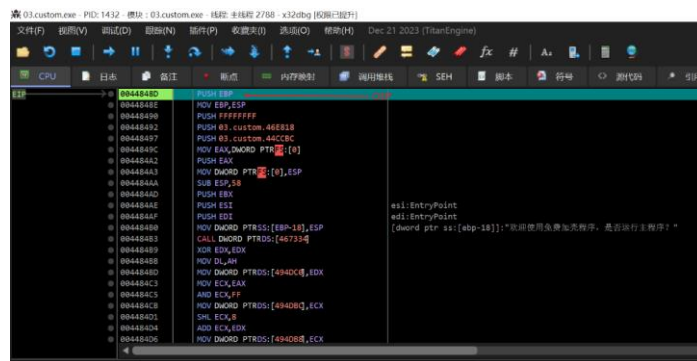 03.custom.exe - PID: 1432 - 模块: 03.custom.exe - 线程: 主线程 2788 - x32dbg [权限已提升]
文件(F) 视图(V) 调试(D) 跟踪(N) 插件(P) 收藏夹(I) 选项(O) 帮助(H) Dec 21 2023 (TitanEngine)
fx # A₂
CPU 日志 备注 断点 内存映射 调用堆栈 SEH 脚本 符号 源代码
EIP 0044848D PUSH EBP
0044848E MOV EBP,ESP
00448490 PUSH FFFFFFFF
00448492 PUSH 03.custom.46E818
00448497 PUSH 03.custom.44CCBC
0044849C MOV EAX,DWORD PTR FS:[0]
004484A2 PUSH EAX
004484A3 MOV DWORD PTR FS:[0],ESP
004484AA SUB ESP,58
004484AD PUSH EBX
004484AE PUSH ESI esi:EntryPoint
004484AF PUSH EDI edi:EntryPoint
004484B0 MOV DWORD PTRSS:[EBP-18],ESP [dword ptr ss:[ebp-18]]:"欢迎使用免费加壳程序，是否运行主程序？"
004484B3 CALL DWORD PTRDS:[467334]
004484B9 XOR EDX,EDX
004484BB MOV DL,AH
004484BD MOV DWORD PTRDS:[494DC0],EDX
004484C3 MOV ECX,EAX
004484C5 AND ECX,FF
004484CB MOV DWORD PTRDS:[494DBC],ECX
004484D1 SHL ECX,8
004484D4 ADD ECX,EDX
004484D6 MOV DWORD PTRDS:[494DB8],ECX